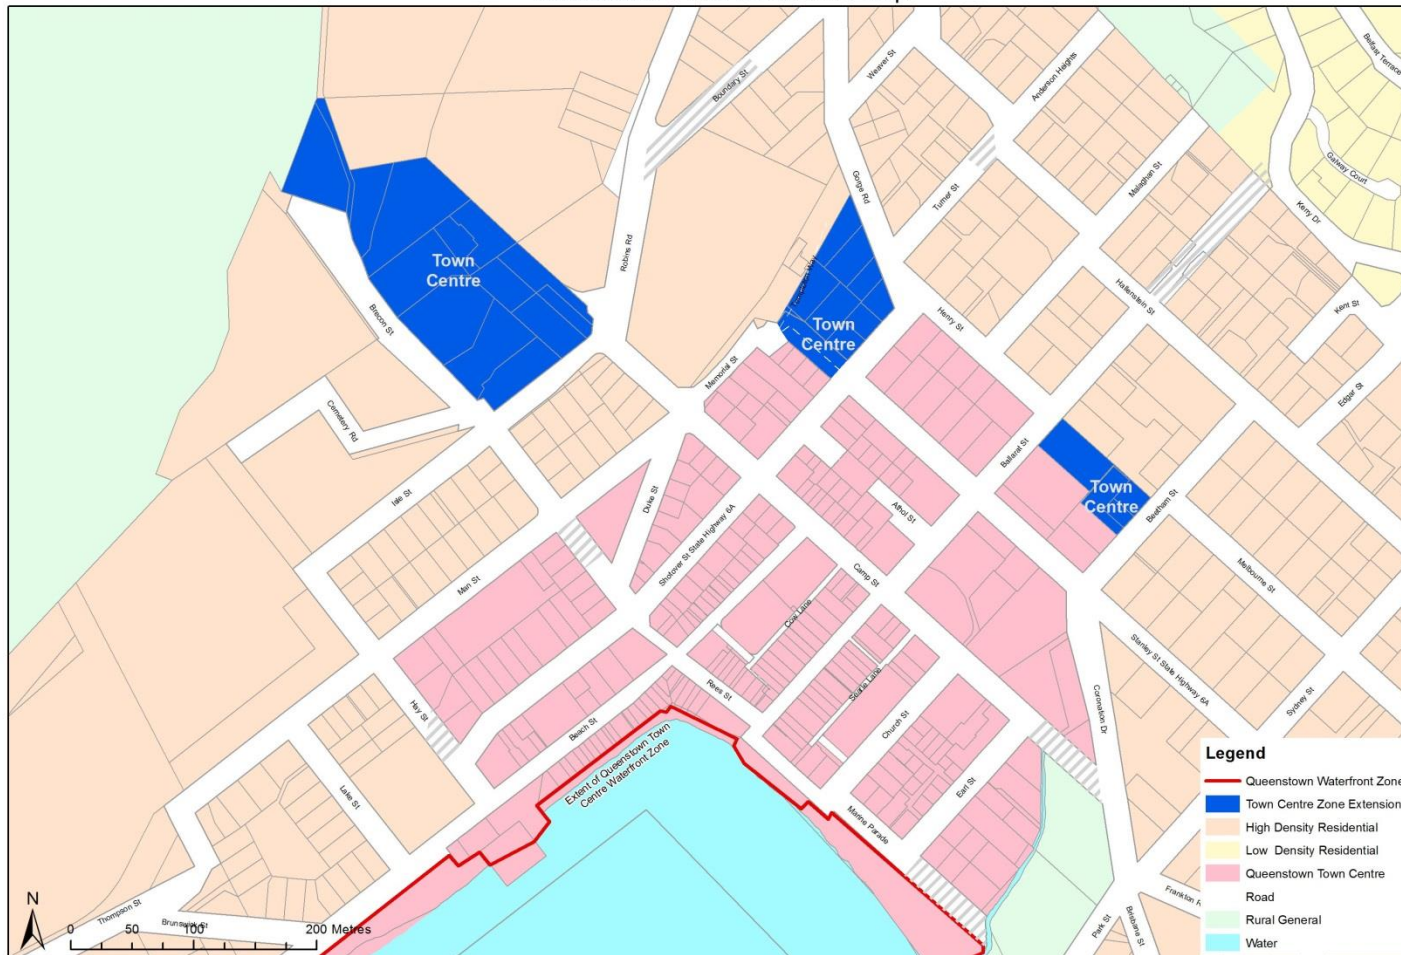 Boundary St
Weaver St
Anderson Heights
Belfast Terrace
Galway Court
Malaghan St
Kerry Dr
Turner St
Gorge Rd
Robins Rd
Town
Centre
Brecon St
Town
Centre
Henry St
Hallenstein St
Kent St
Edgar St
Memorial St
Cemetery Rd
Isle St
Man St
Duke St
Shotover St State Highway 6A
Athol St
Ballarat St
Town
Centre
Beetham St
Melbourne St
Camp St
Cow Lane
Searle Lane
Church St
Rees St
Beach St
Hay St
Lake St
Extent of Queenstown Town
Centre Waterfront Zone
Earl St
Marine Parade
Coronation Dr
Stanley St State Highway 6A
Sydney St
Frankton R
Park St
Brisbane St
Thompson St
Brunswick St
N
0 50 100 200 Metres
Legend
Queenstown Waterfront Zone
Town Centre Zone Extension
High Density Residential
Low Density Residential
Queenstown Town Centre
Road
Rural General
Water